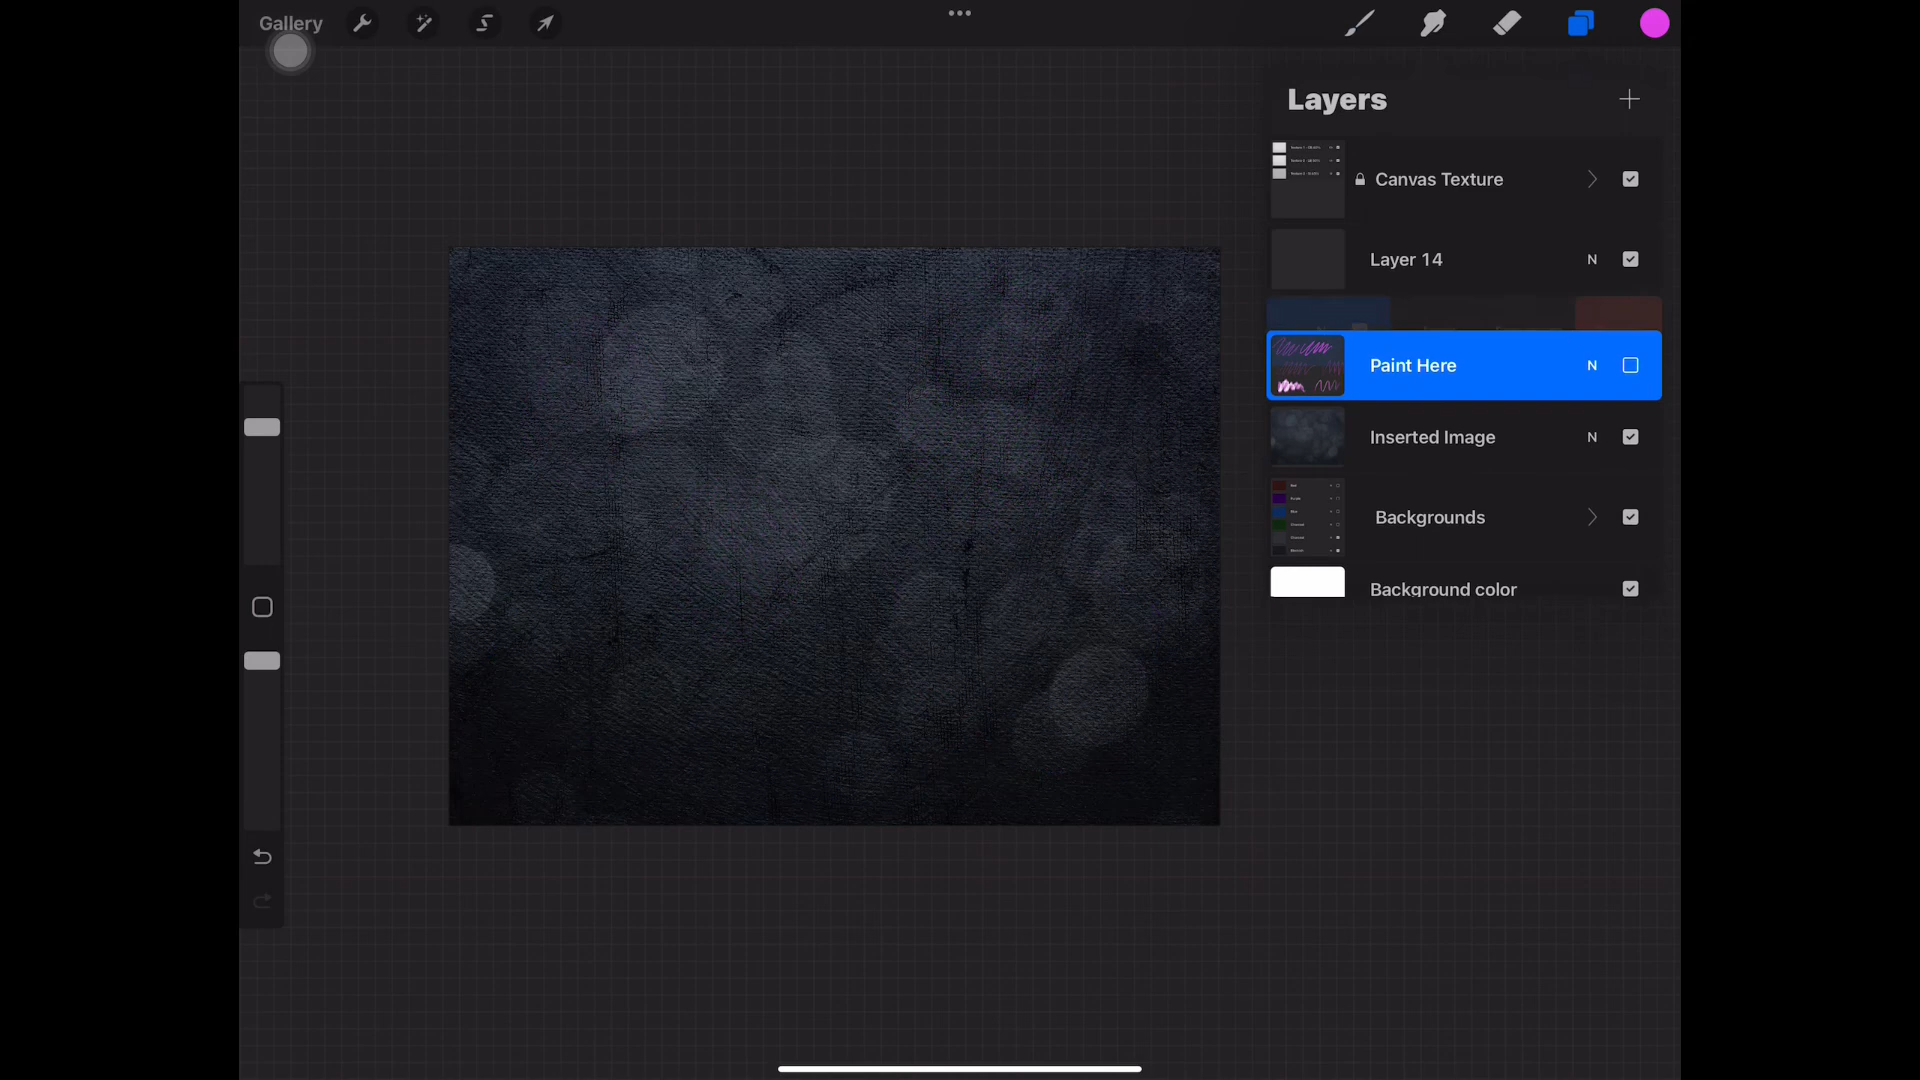 Gallery
Layers
Canvas Texture
Layer 14
N
Paint Here
N
Inserted Image
N
Backgrounds
Background color